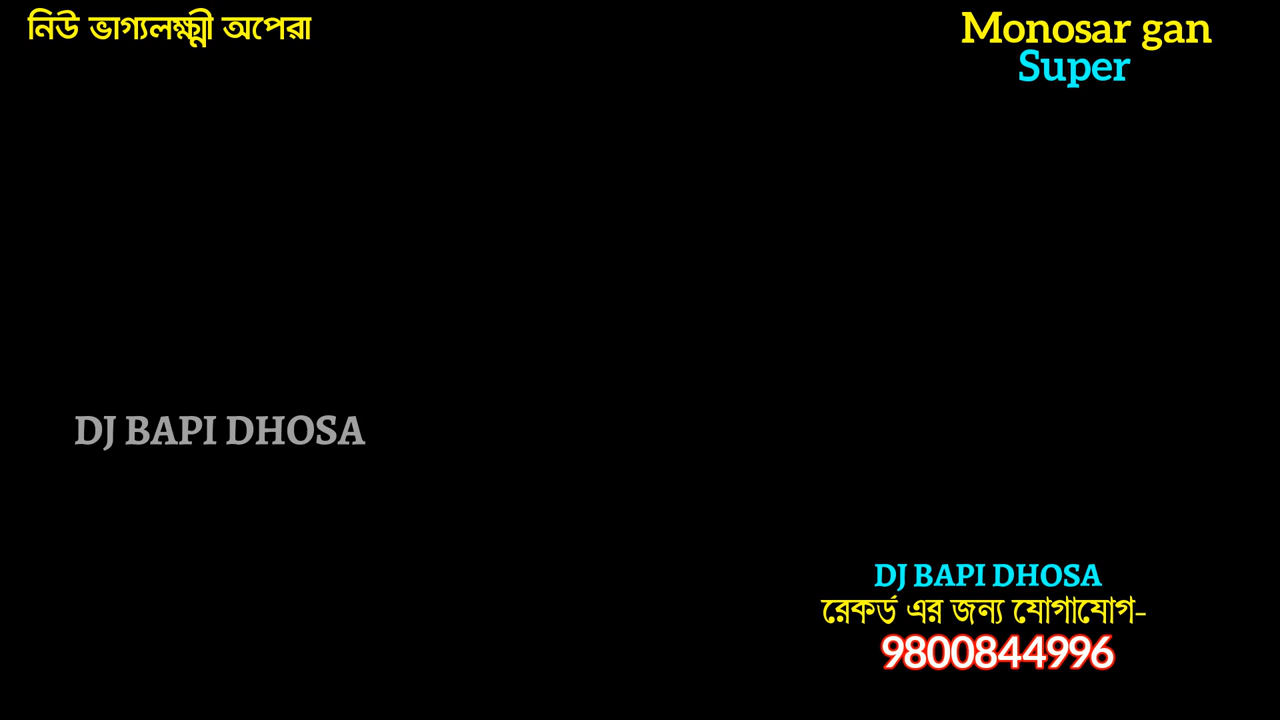 নিউ ভাগ্যলক্ষ্মী অপেরা
Monosar gan
Super
DJ BAPI DHOSA
DJ BAPI DHOSA
রেকর্ড এর জন্য যোগাযোগ-
9800844996